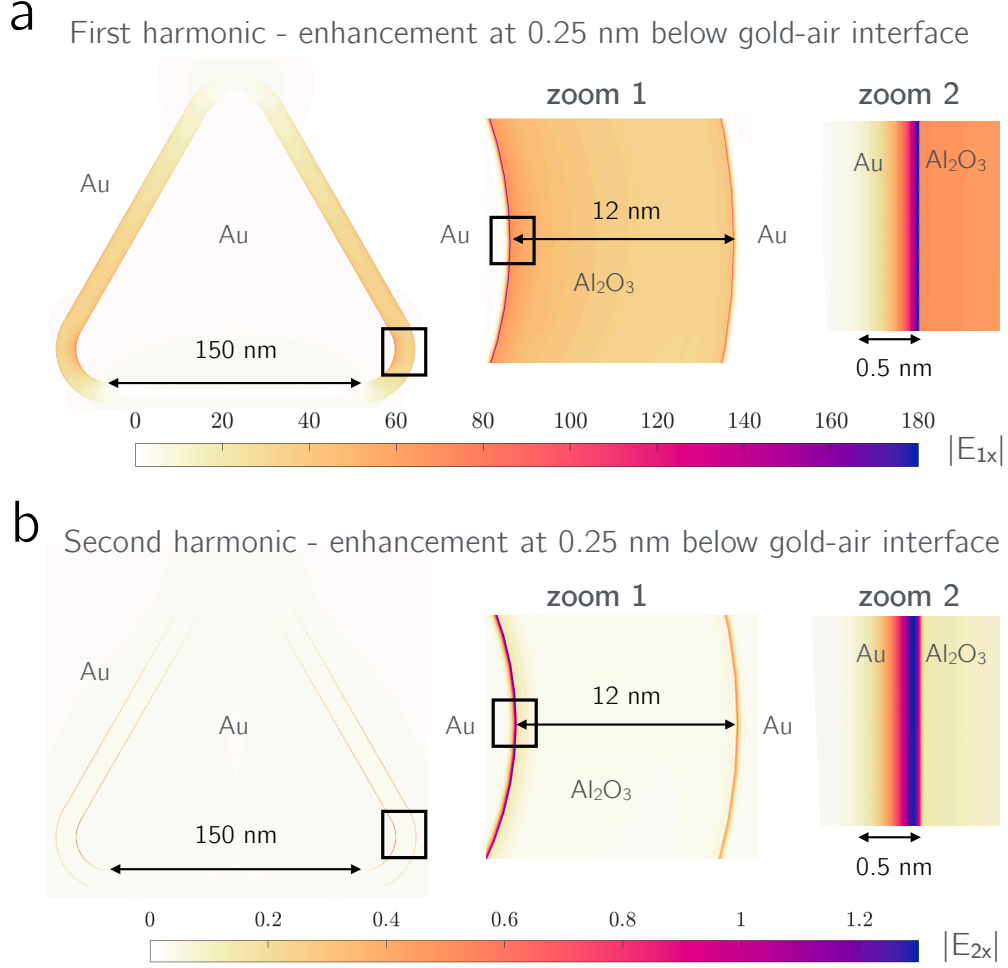 a
First harmonic - enhancement at 0.25 nm below gold-air interface
zoom 1
zoom 2
Au
Au
150 nm
Au
12 nm
Al₂O₃
Au
Au
Al₂O₃
0.5 nm
0 20 40 60 80 100 120 140 160 180
|E₁ₓ|
b
Second harmonic - enhancement at 0.25 nm below gold-air interface
zoom 1
zoom 2
Au
Au
150 nm
Au
12 nm
Al₂O₃
Au
Au
Al₂O₃
0.5 nm
0 0.2 0.4 0.6 0.8 1 1.2
|E₂ₓ|